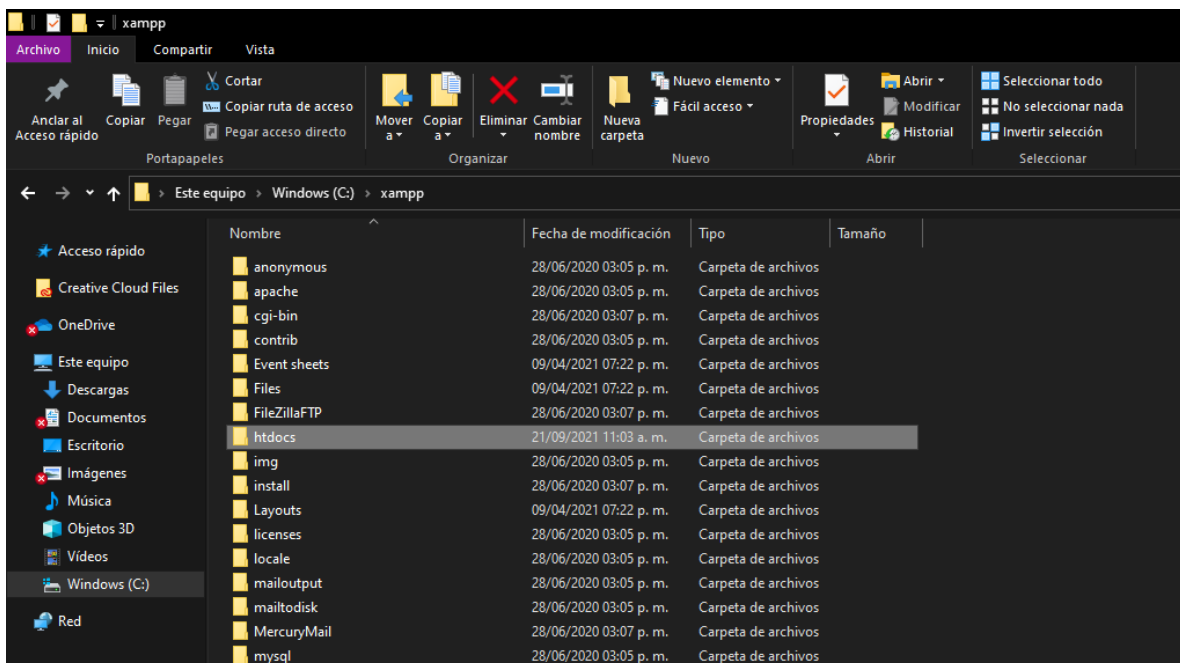 xampp
Archivo Inicio Compartir Vista
Anclar al Acceso rápido
Copiar
Pegar
Cortar
Copiar ruta de acceso
Pegar acceso directo
Portapapeles
Mover a
Copiar a
Eliminar
Cambiar nombre
Organizar
Nueva carpeta
Nuevo elemento
Fácil acceso
Nuevo
Propiedades
Abrir
Modificar
Historial
Abrir
Seleccionar todo
No seleccionar nada
Invertir selección
Seleccionar
Este equipo > Windows (C:) > xampp
Acceso rápido
Creative Cloud Files
OneDrive
Este equipo
Descargas
Documentos
Escritorio
Imágenes
Música
Objetos 3D
Vídeos
Windows (C:)
Red
Nombre Fecha de modificación Tipo Tamaño
anonymous 28/06/2020 03:05 p. m. Carpeta de archivos
apache 28/06/2020 03:05 p. m. Carpeta de archivos
cgi-bin 28/06/2020 03:07 p. m. Carpeta de archivos
contrib 28/06/2020 03:05 p. m. Carpeta de archivos
Event sheets 09/04/2021 07:22 p. m. Carpeta de archivos
Files 09/04/2021 07:22 p. m. Carpeta de archivos
FileZillaFTP 28/06/2020 03:07 p. m. Carpeta de archivos
htdocs 21/09/2021 11:03 a. m. Carpeta de archivos
img 28/06/2020 03:05 p. m. Carpeta de archivos
install 28/06/2020 03:07 p. m. Carpeta de archivos
Layouts 09/04/2021 07:22 p. m. Carpeta de archivos
licenses 28/06/2020 03:05 p. m. Carpeta de archivos
locale 28/06/2020 03:05 p. m. Carpeta de archivos
mailoutput 28/06/2020 03:05 p. m. Carpeta de archivos
mailtodisk 28/06/2020 03:05 p. m. Carpeta de archivos
MercuryMail 28/06/2020 03:07 p. m. Carpeta de archivos
mysql 28/06/2020 03:05 p. m. Carpeta de archivos